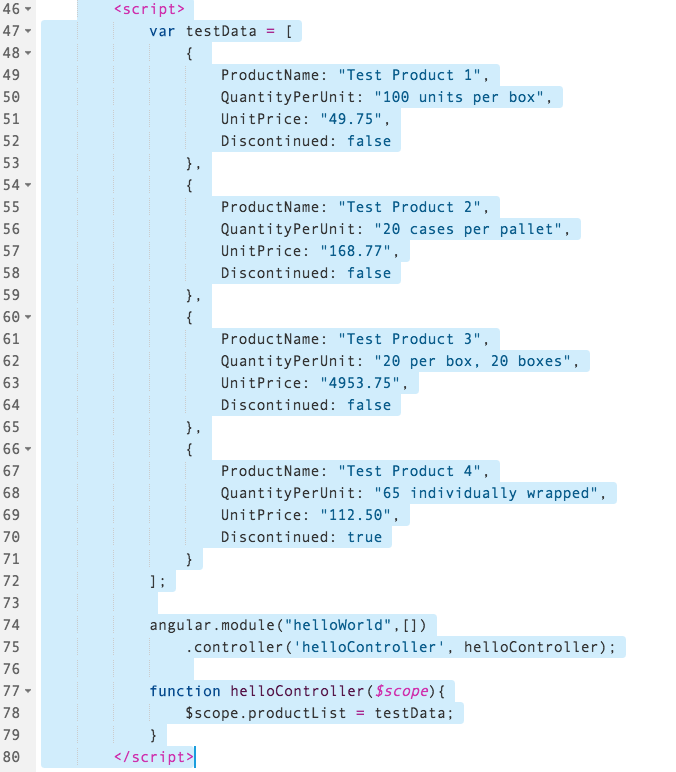 46 <script>
47 var testData = [
48 {
49 ProductName: "Test Product 1",
50 QuantityPerUnit: "100 units per box",
51 UnitPrice: "49.75",
52 Discontinued: false
53 },
54 {
55 ProductName: "Test Product 2",
56 QuantityPerUnit: "20 cases per pallet",
57 UnitPrice: "168.77",
58 Discontinued: false
59 },
60 {
61 ProductName: "Test Product 3",
62 QuantityPerUnit: "20 per box, 20 boxes",
63 UnitPrice: "4953.75",
64 Discontinued: false
65 },
66 {
67 ProductName: "Test Product 4",
68 QuantityPerUnit: "65 individually wrapped",
69 UnitPrice: "112.50",
70 Discontinued: true
71 }
72 ];
73
74 angular.module("helloWorld",[])
75 .controller('helloController', helloController);
76
77 function helloController($scope){
78 $scope.productList = testData;
79 }
80 </script>